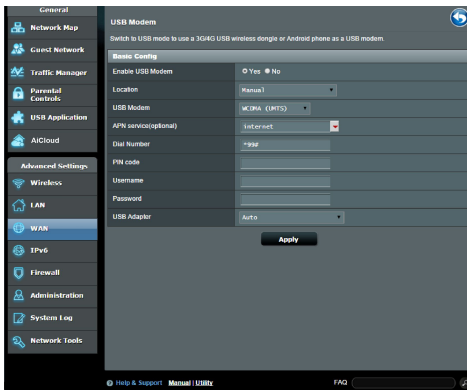 General
Network Map
Guest Network
Traffic Manager
Parental
Controls
USB Application
AiCloud
Advanced Settings
Wireless
LAN
WAN
IPv6
Firewall
Administration
System Log
Network Tools
USB Modem
Switch to USB mode to use a 3G/4G USB wireless dongle or Android phone as a USB modem.
Basic Config
Enable USB Modem Yes No
Location Manual
USB Modem WCDMA (UMTS)
APN service(optional) internet
Dial Number *99#
PIN code
Username
Password
USB Adapter Auto
Apply
Help & Support Manual | Utility FAQ